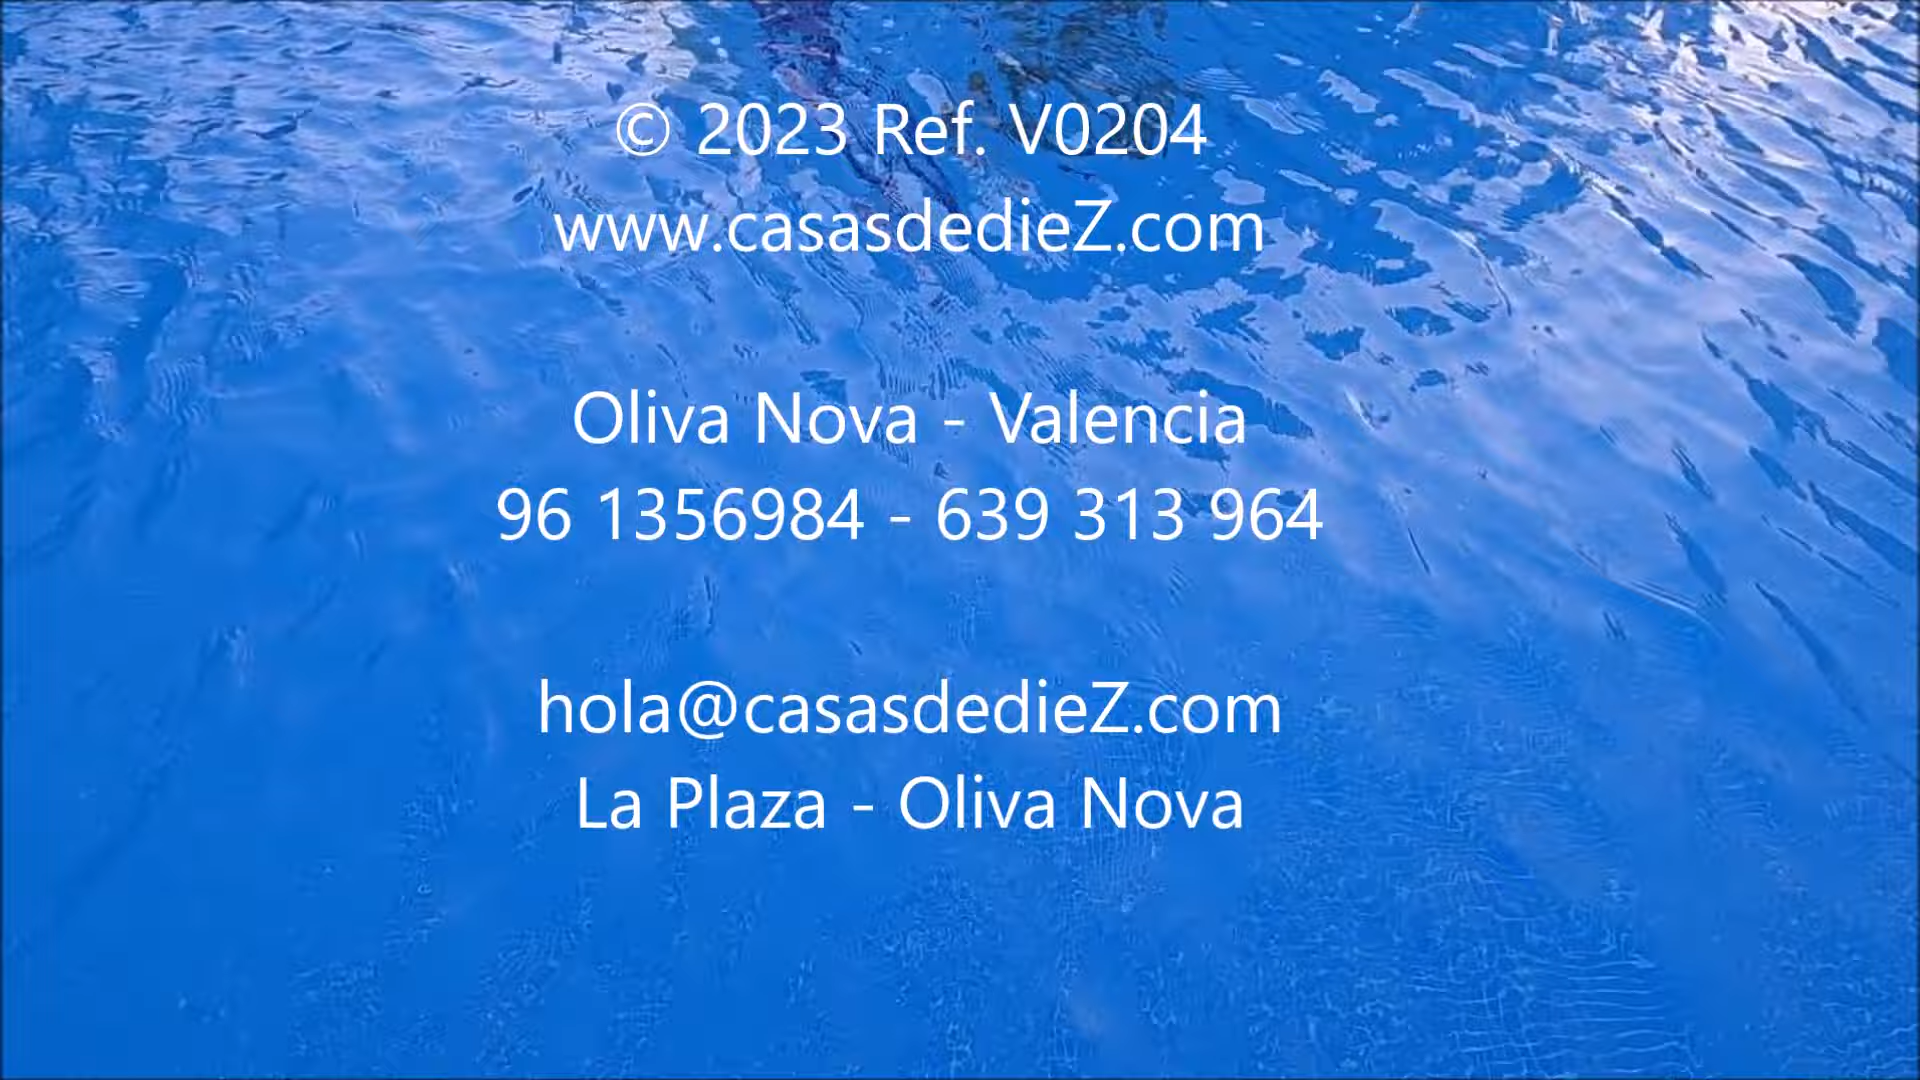 © 2023 Ref. V0204
www.casasdedieZ.com
Oliva Nova - Valencia
96 1356984 - 639 313 964
hola@casasdedieZ.com
La Plaza - Oliva Nova